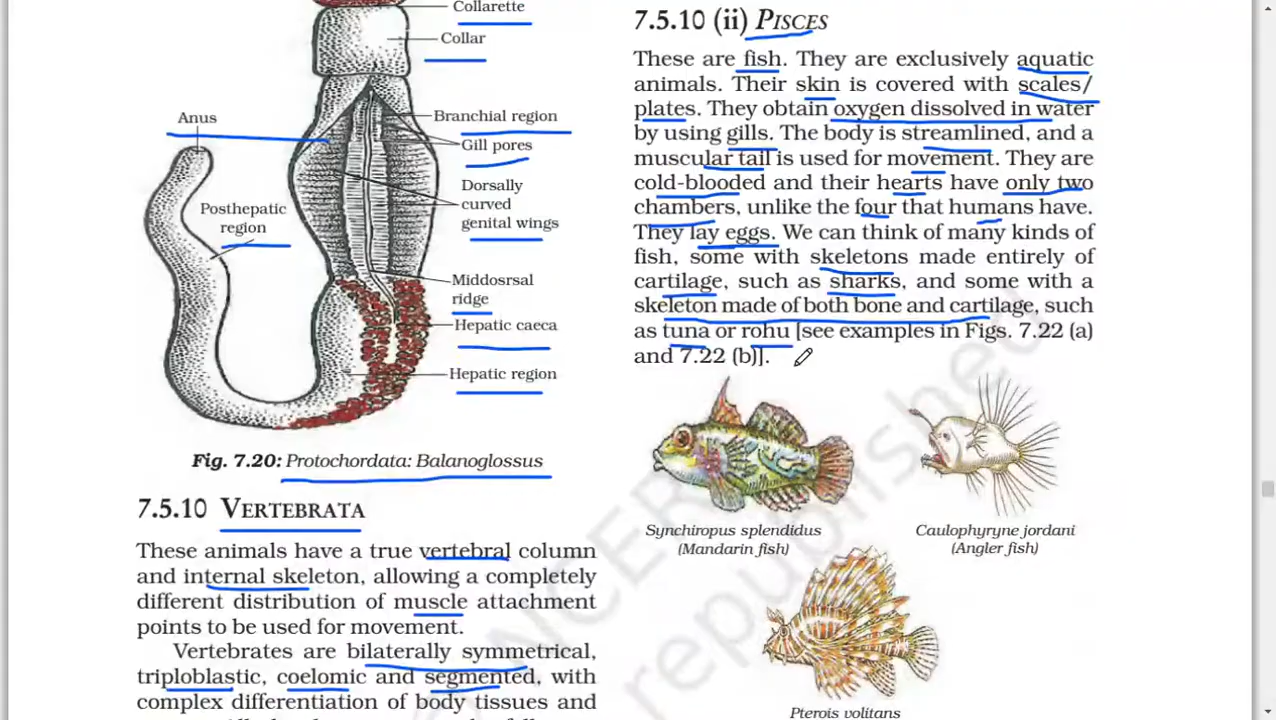 Collarette
Collar
Anus
Branchial region
Gill pores
Dorsally
curved
genital wings
Posthepatic
region
Middosrsal
ridge
Hepatic caeca
Hepatic region
Fig. 7.20: Protochordata: Balanoglossus
7.5.10 VERTEBRATA
These animals have a true vertebral column
and internal skeleton, allowing a completely
different distribution of muscle attachment
points to be used for movement.
Vertebrates are bilaterally symmetrical,
triploblastic, coelomic and segmented, with
complex differentiation of body tissues and
7.5.10 (ii) PISCES
These are fish. They are exclusively aquatic
animals. Their skin is covered with scales/
plates. They obtain oxygen dissolved in water
by using gills. The body is streamlined, and a
muscular tail is used for movement. They are
cold-blooded and their hearts have only two
chambers, unlike the four that humans have.
They lay eggs. We can think of many kinds of
fish, some with skeletons made entirely of
cartilage, such as sharks, and some with a
skeleton made of both bone and cartilage, such
as tuna or rohu [see examples in Figs. 7.22 (a)
and 7.22 (b)].
Synchiropus splendidus
(Mandarin fish)
Caulophyryne jordani
(Angler fish)
Pterois volitans
NCERT
republished